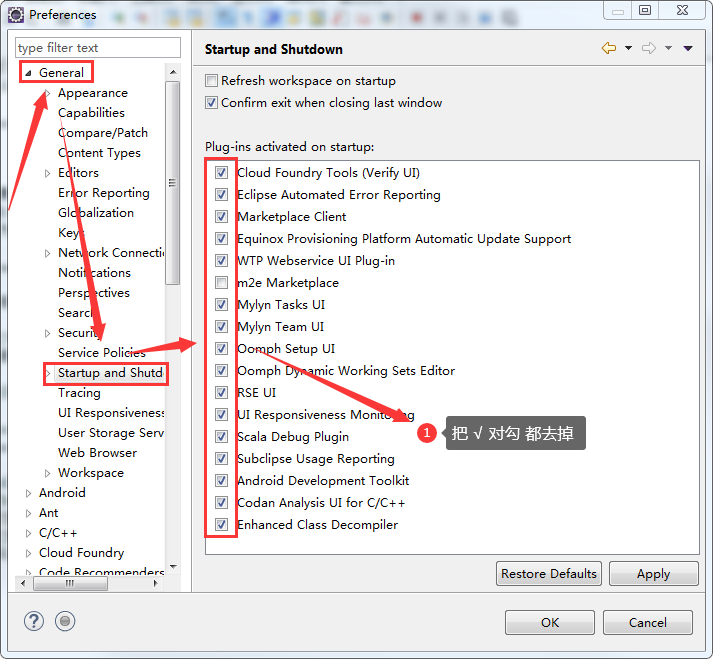 Preferences
type filter text
General
Appearance
Capabilities
Compare/Patch
Content Types
Editors
Error Reporting
Globalization
Keys
Network Connectic
Notifications
Perspectives
Search
Security
Service Policies
Startup and Shutd
Tracing
UI Responsiveness
User Storage Serv
Web Browser
Workspace
Android
Ant
C/C++
Cloud Foundry
Code Recommenders
Startup and Shutdown
Refresh workspace on startup
Confirm exit when closing last window
Plug-ins activated on startup:
Cloud Foundry Tools (Verify UI)
Eclipse Automated Error Reporting
Marketplace Client
Equinox Provisioning Platform Automatic Update Support
WTP Webservice UI Plug-in
m2e Marketplace
Mylyn Tasks UI
Mylyn Team UI
Oomph Setup UI
Oomph Dynamic Working Sets Editor
RSE UI
UI Responsiveness Monitoring
Scala Debug Plugin
Subclipse Usage Reporting
Android Development Toolkit
Codan Analysis UI for C/C++
Enhanced Class Decompiler
1 把 √ 对勾 都去掉
Restore Defaults
Apply
OK
Cancel